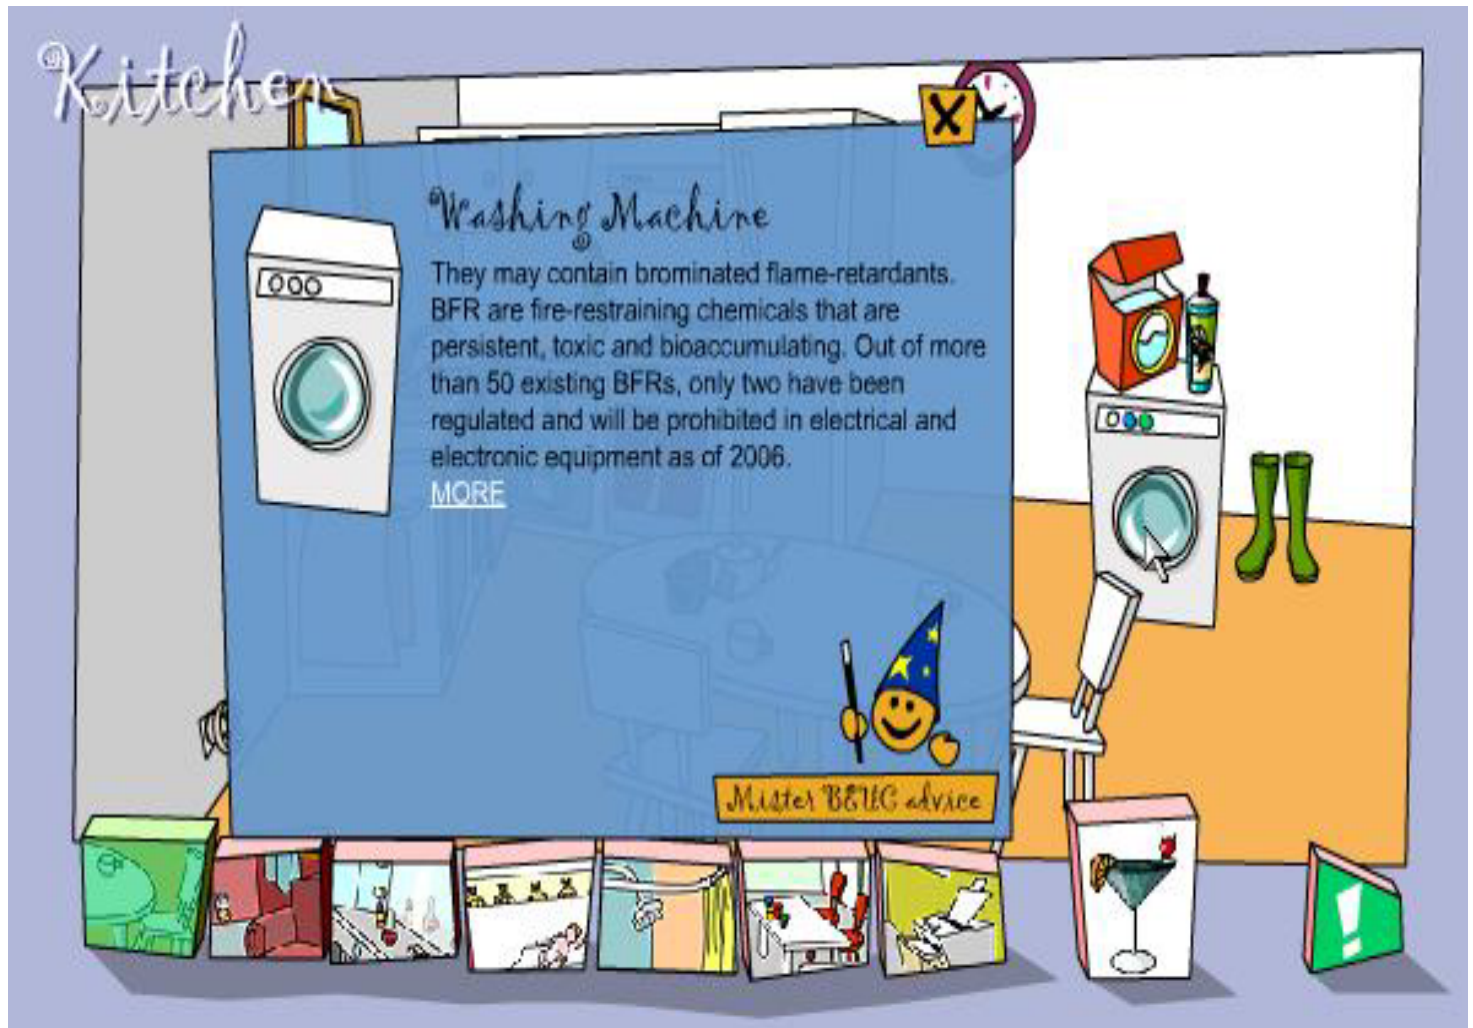 Kitchen
X
Washing Machine
They may contain brominated flame-retardants.
BFR are fire-restraining chemicals that are
persistent, toxic and bioaccumulating. Out of more
than 50 existing BFRs, only two have been
regulated and will be prohibited in electrical and
electronic equipment as of 2006.
MORE
Mister BEUC advice
!